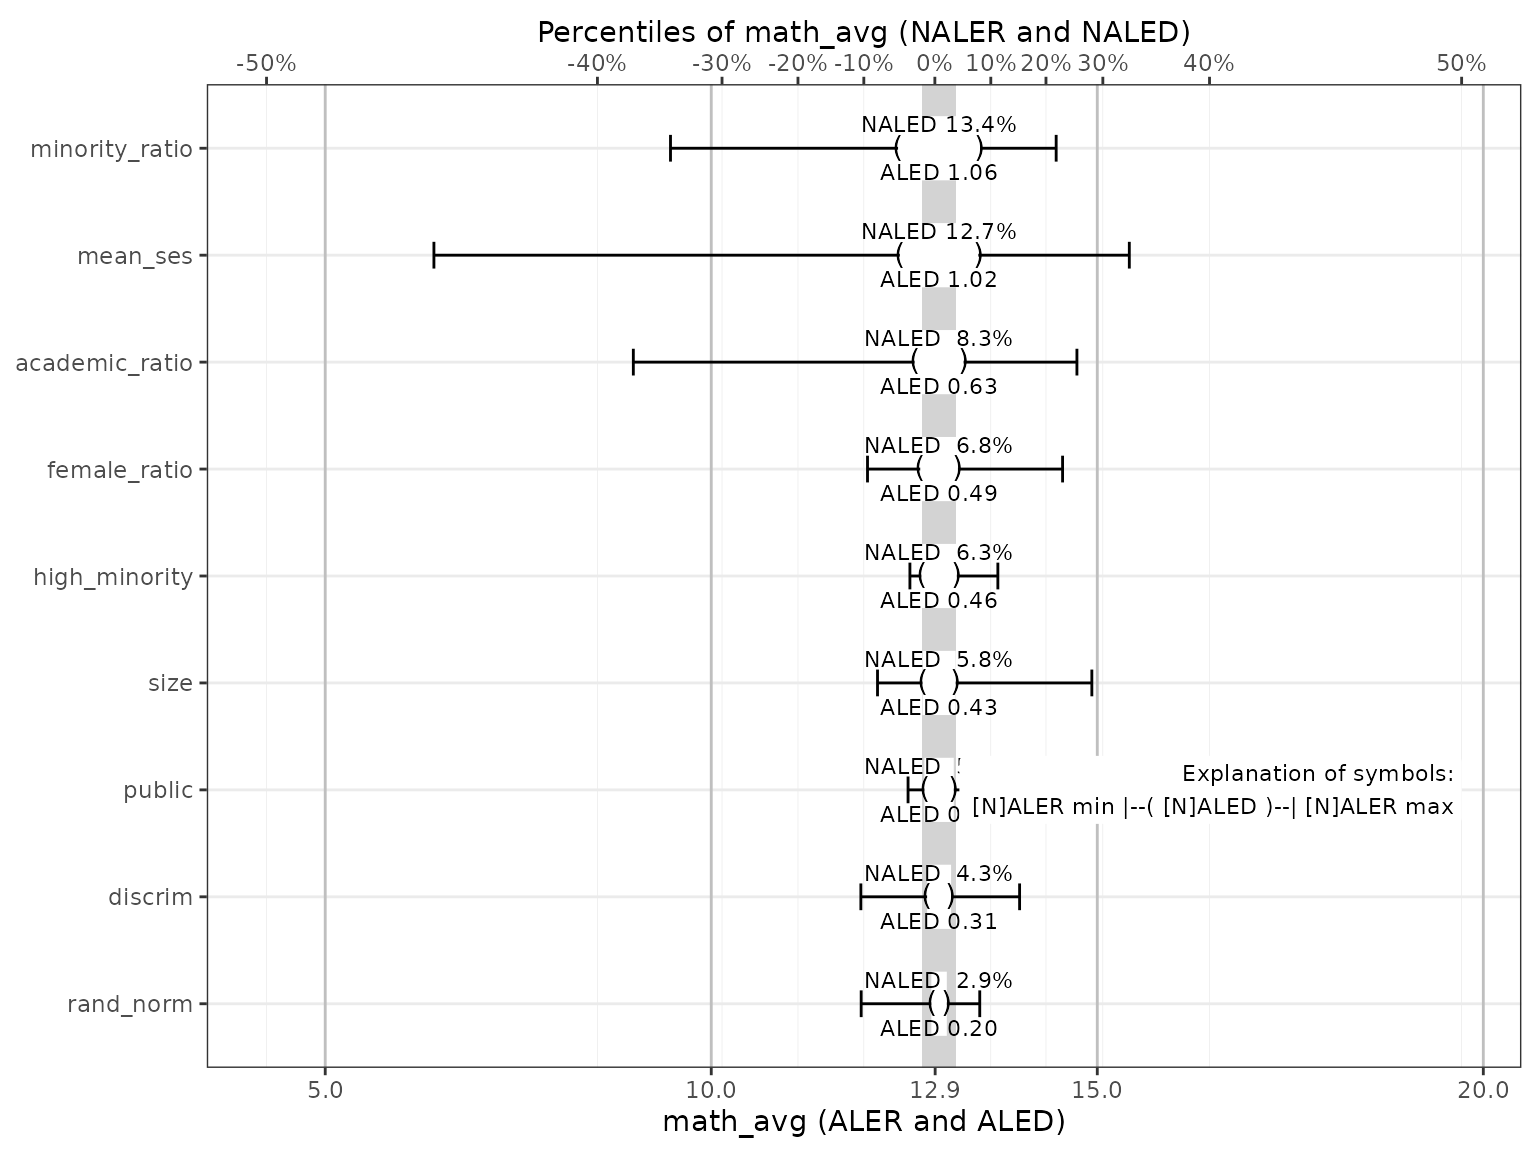 Percentiles of math_avg (NALER and NALED)
-50% -40% -30% -20% -10% 0% 10% 20% 30% 40% 50%
NALED 13.4%
minority_ratio
ALED 1.06
NALED 12.7%
mean_ses
ALED 1.02
NALED 8.3%
academic_ratio
ALED 0.63
NALED 6.8%
female_ratio
ALED 0.49
NALED 6.3%
high_minority
ALED 0.46
NALED 5.8%
size
ALED 0.43
NALED
public
ALED 0
Explanation of symbols:
[N]ALER min |--( [N]ALED )--| [N]ALER max
NALED 4.3%
discrim
ALED 0.31
NALED 2.9%
rand_norm
ALED 0.20
5.0 10.0 12.9 15.0 20.0
math_avg (ALER and ALED)